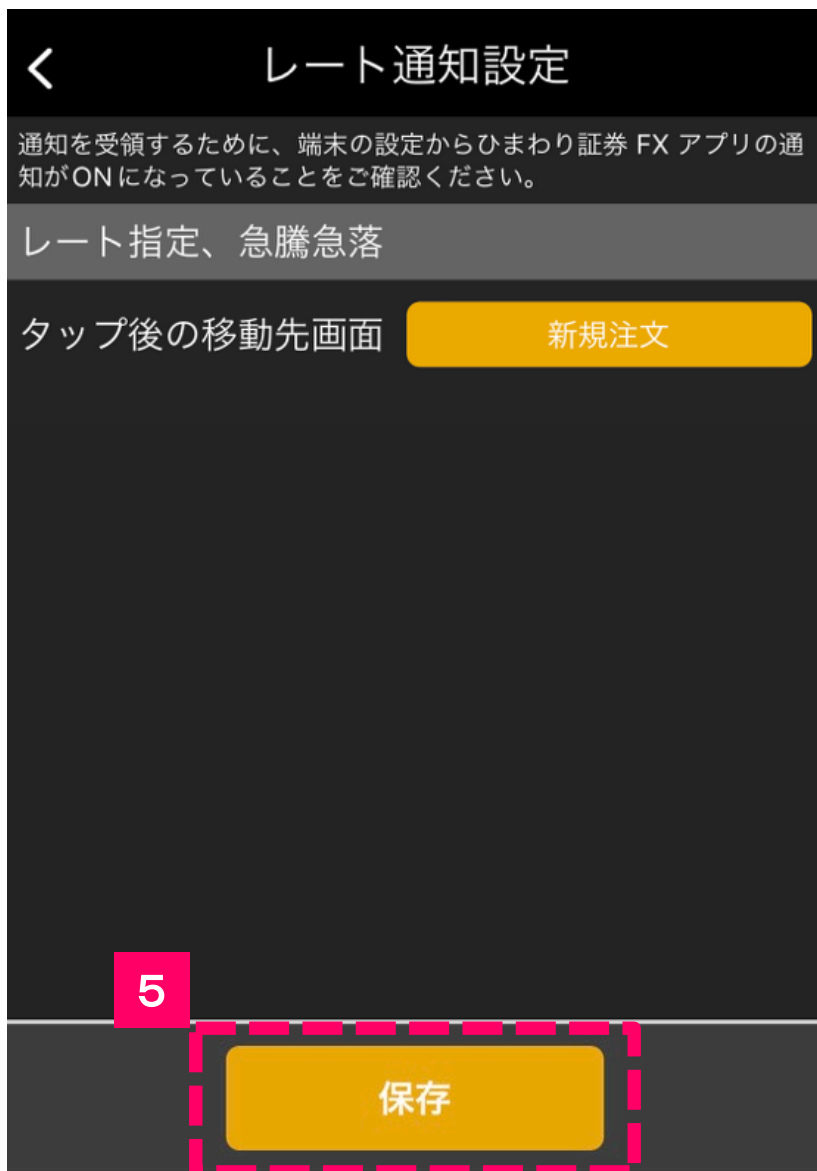 レート通知設定
通知を受領するために、端末の設定からひまわり証券 FX アプリの通
知がONになっていることをご確認ください。
レート指定、急騰急落
タップ後の移動先画面 新規注文
5
保存